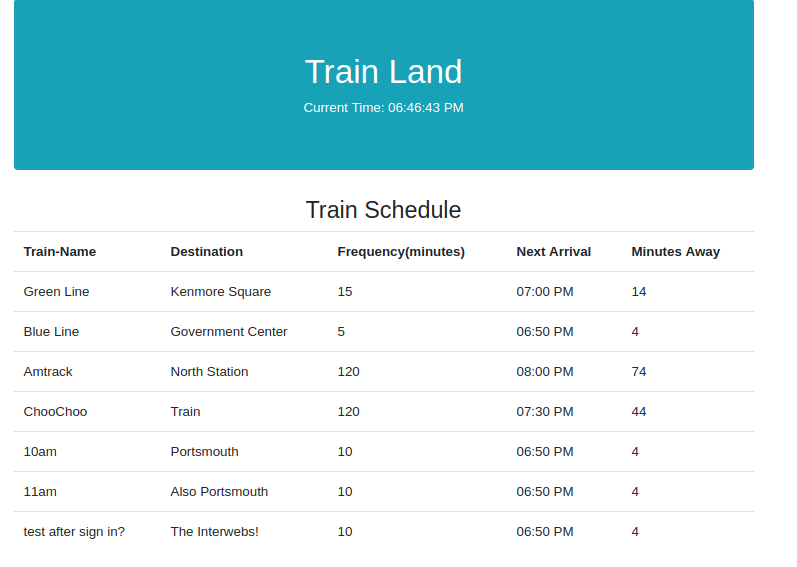 Train Land
Current Time: 06:46:43 PM
Train Schedule
Train-Name Destination Frequency(minutes) Next Arrival Minutes Away
Green Line Kenmore Square 15 07:00 PM 14
Blue Line Government Center 5 06:50 PM 4
Amtrack North Station 120 08:00 PM 74
ChooChoo Train 120 07:30 PM 44
10am Portsmouth 10 06:50 PM 4
11am Also Portsmouth 10 06:50 PM 4
test after sign in? The Interwebs! 10 06:50 PM 4